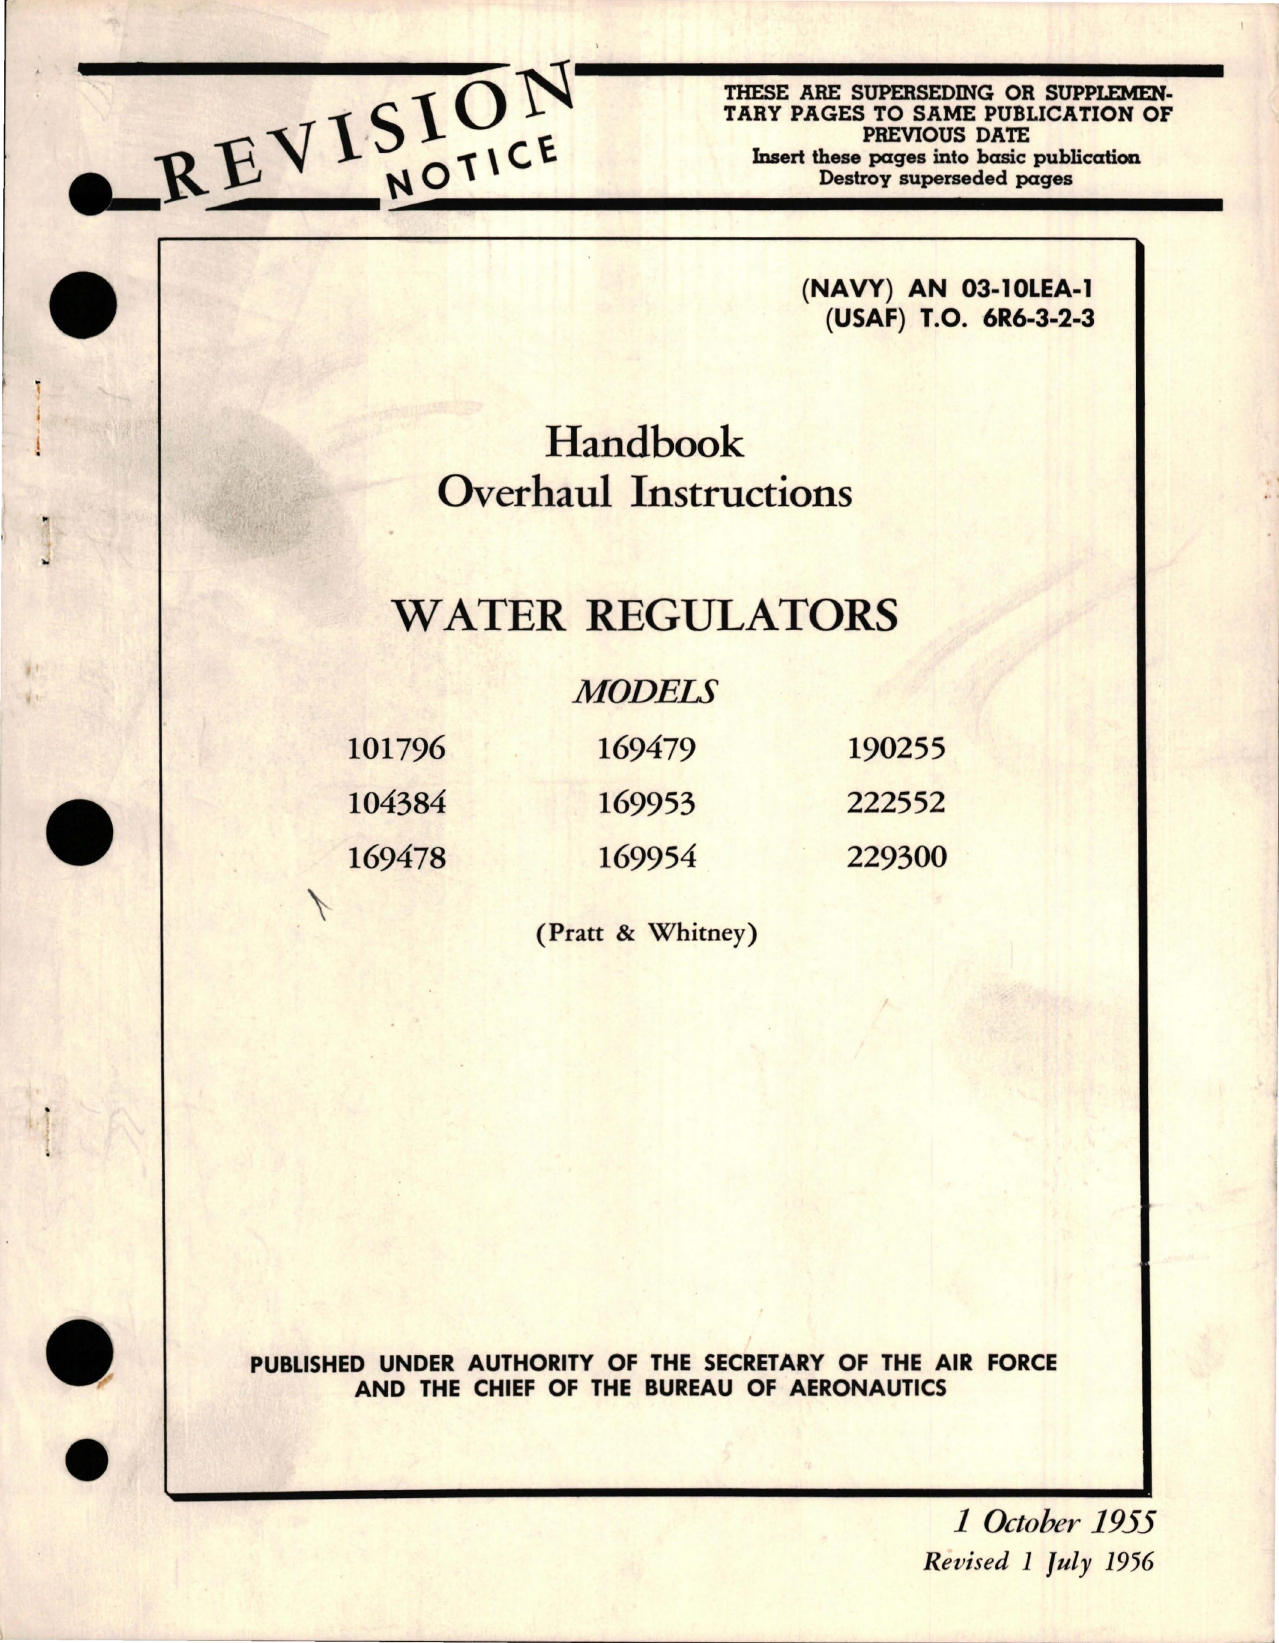 REVISION
NOTICE
THESE ARE SUPERSEDING OR SUPPLEMEN-
TARY PAGES TO SAME PUBLICATION OF
PREVIOUS DATE
Insert these pages into basic publication
Destroy superseded pages
(NAVY) AN 03-10LEA-1
(USAF) T.O. 6R6-3-2-3
Handbook
Overhaul Instructions
WATER REGULATORS
MODELS
101796 169479 190255
104384 169953 222552
169478 169954 229300
(Pratt & Whitney)
PUBLISHED UNDER AUTHORITY OF THE SECRETARY OF THE AIR FORCE
AND THE CHIEF OF THE BUREAU OF AERONAUTICS
1 October 1955
Revised 1 July 1956